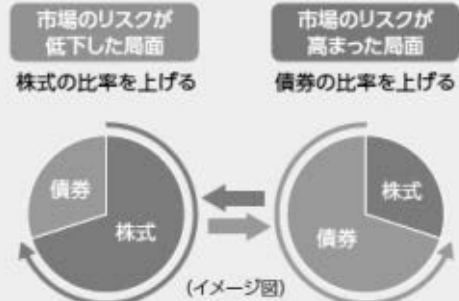 市場のリスクが
低下した局面
株式の比率を上げる
債券
株式
市場のリスクが
高まった局面
債券の比率を上げる
株式
債券
(イメージ図)